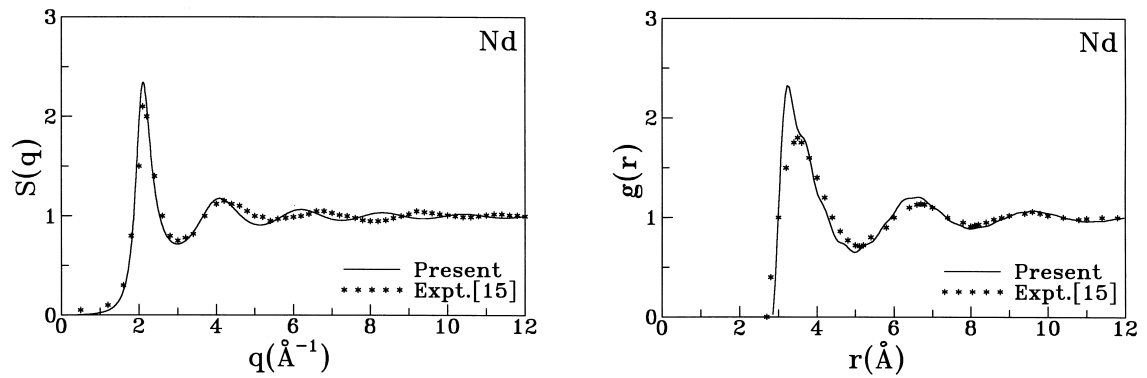 3
Nd
2
S(q)
1
Present
Expt.[15]
0
0 2 4 6 8 10 12
q(Å⁻¹)
3
Nd
2
g(r)
1
Present
Expt.[15]
0
0 2 4 6 8 10 12
r(Å)